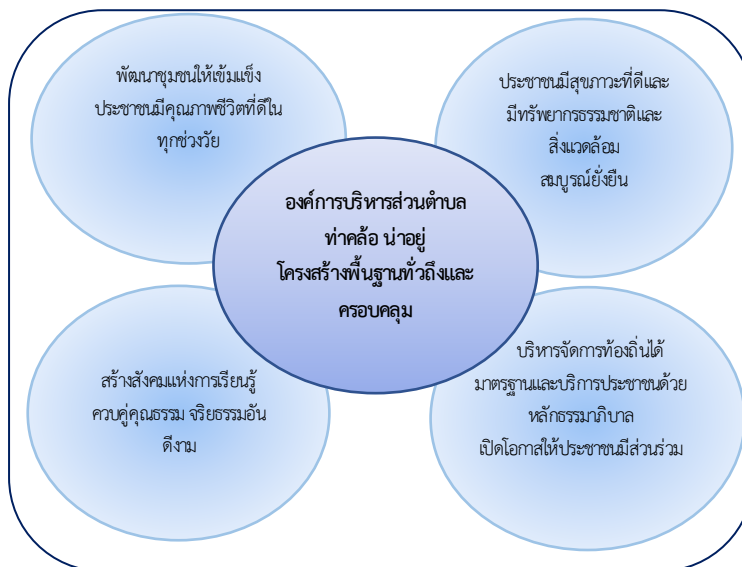 พัฒนาชุมชนให้เข้มแข็ง
ประชาชนมีคุณภาพชีวิตที่ดีใน
ทุกช่วงวัย
ประชาชนมีสุขภาวะที่ดีและ
มีทรัพยากรธรรมชาติและ
สิ่งแวดล้อม
สมบูรณ์ยั่งยืน
องค์การบริหารส่วนตำบล
ท่าคล้อ น่าอยู่
โครงสร้างพื้นฐานทั่วถึงและ
ครอบคลุม
สร้างสังคมแห่งการเรียนรู้
ควบคู่คุณธรรม จริยธรรมอัน
ดีงาม
บริหารจัดการท้องถิ่นได้
มาตรฐานและบริการประชาชนด้วย
หลักธรรมาภิบาล
เปิดโอกาสให้ประชาชนมีส่วนร่วม